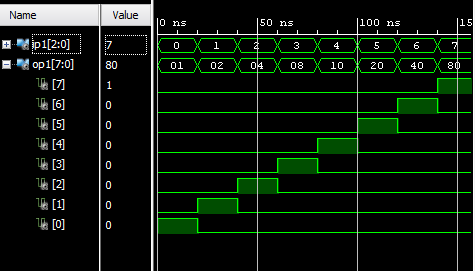 Name Value 0 ns 50 ns 100 ns 15
ip1[2:0] 7 0 1 2 3 4 5 6 7
op1[7:0] 80 01 02 04 08 10 20 40 80
[7] 1
[6] 0
[5] 0
[4] 0
[3] 0
[2] 0
[1] 0
[0] 0